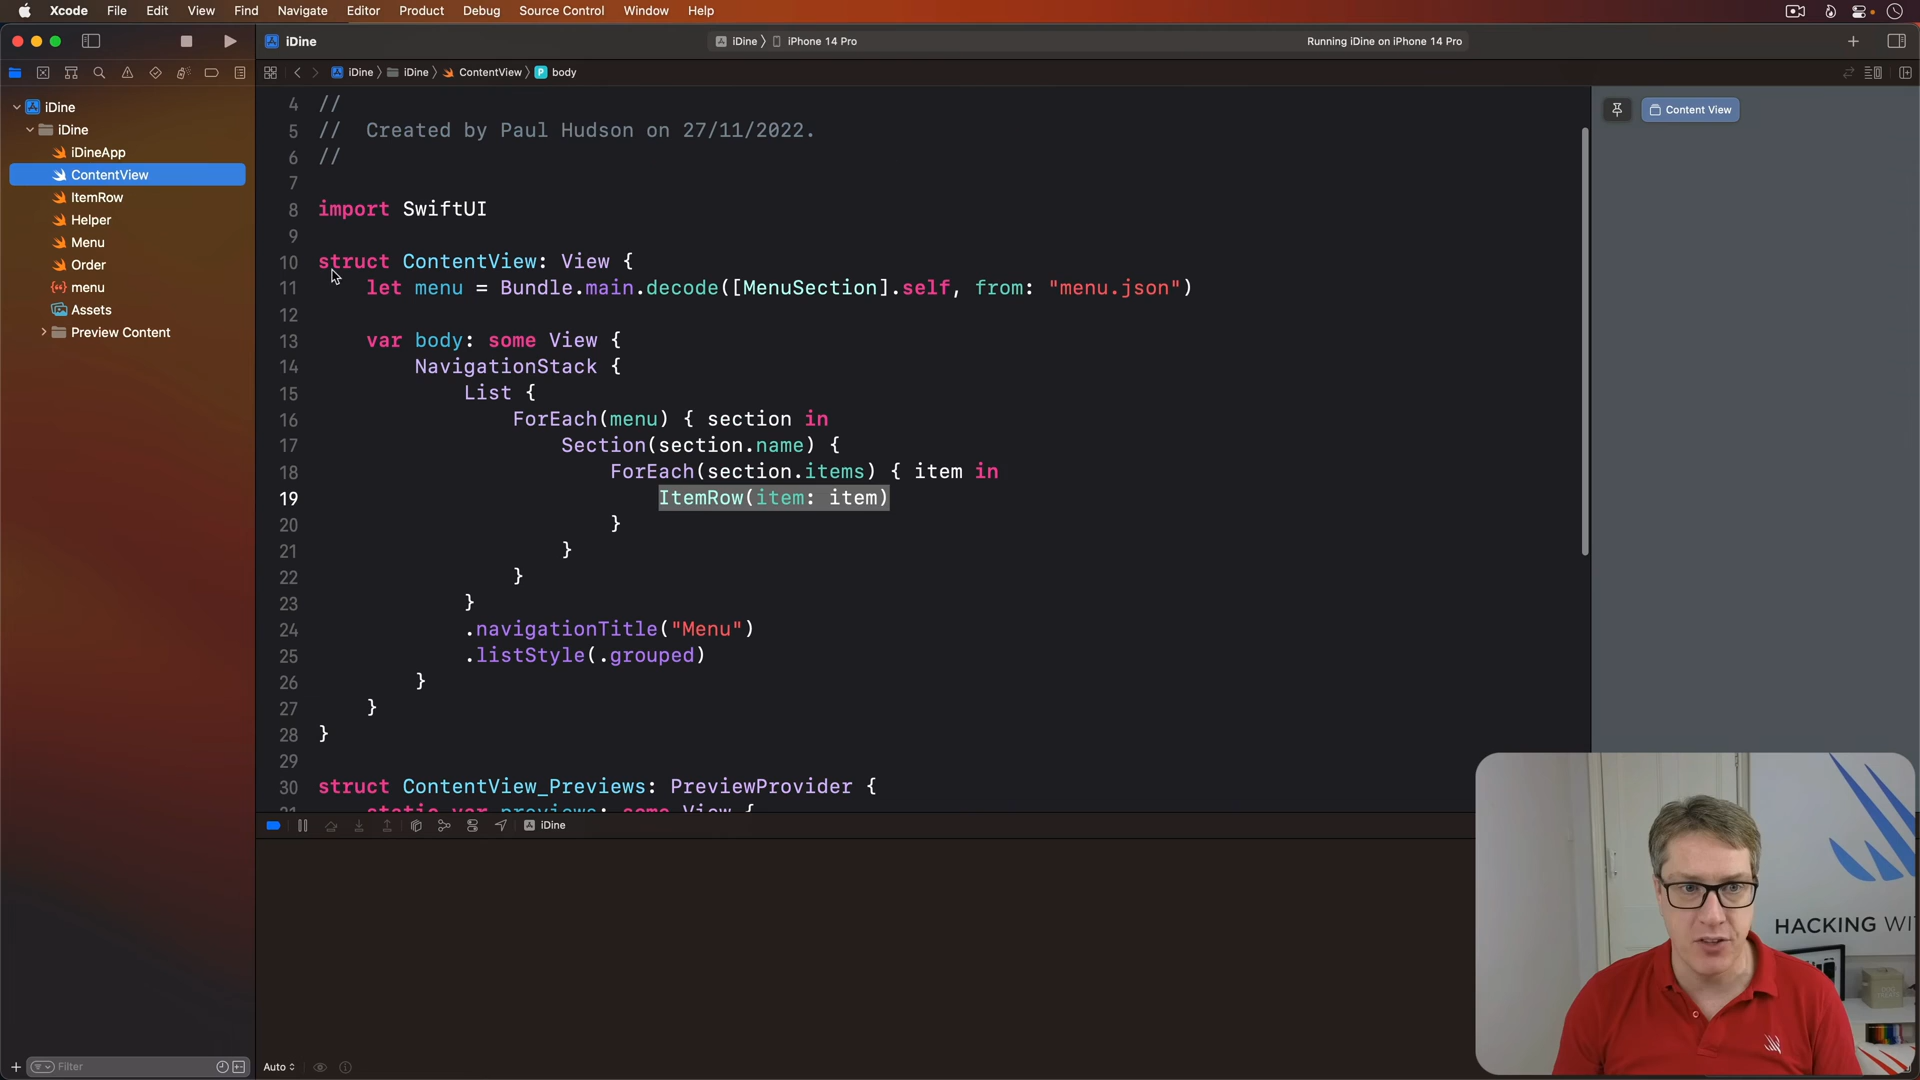 Xcode File Edit View Find Navigate Editor Product Debug Source Control Window Help
iDine
iDine iPhone 14 Pro
Running iDine on iPhone 14 Pro
iDine iDine ContentView P body
iDine
iDine
iDineApp
ContentView
ItemRow
Helper
Menu
Order
menu
Assets
Preview Content
Filter
4 //
5 //  Created by Paul Hudson on 27/11/2022.
6 //
7
8 import SwiftUI
9
10 struct ContentView: View {
11     let menu = Bundle.main.decode([MenuSection].self, from: "menu.json")
12
13     var body: some View {
14         NavigationStack {
15             List {
16                 ForEach(menu) { section in
17                     Section(section.name) {
18                         ForEach(section.items) { item in
19                             ItemRow(item: item)
20                         }
21                     }
22                 }
23             }
24             .navigationTitle("Menu")
25             .listStyle(.grouped)
26         }
27     }
28 }
29
30 struct ContentView_Previews: PreviewProvider {
static var previews: some View {
iDine
Auto
Content View
HACKING WI